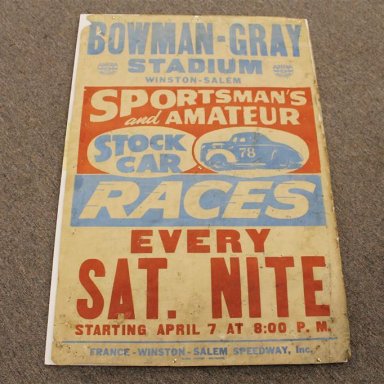 BOWMAN-GRAY
STADIUM
WINSTON-SALEM
SPORTSMAN'S
and AMATEUR
STOCK CAR
78
RACES
EVERY
SAT. NITE
STARTING APRIL 7 AT 8:00 P. M.
FRANCE-WINSTON-SALEM SPEEDWAY, Inc.